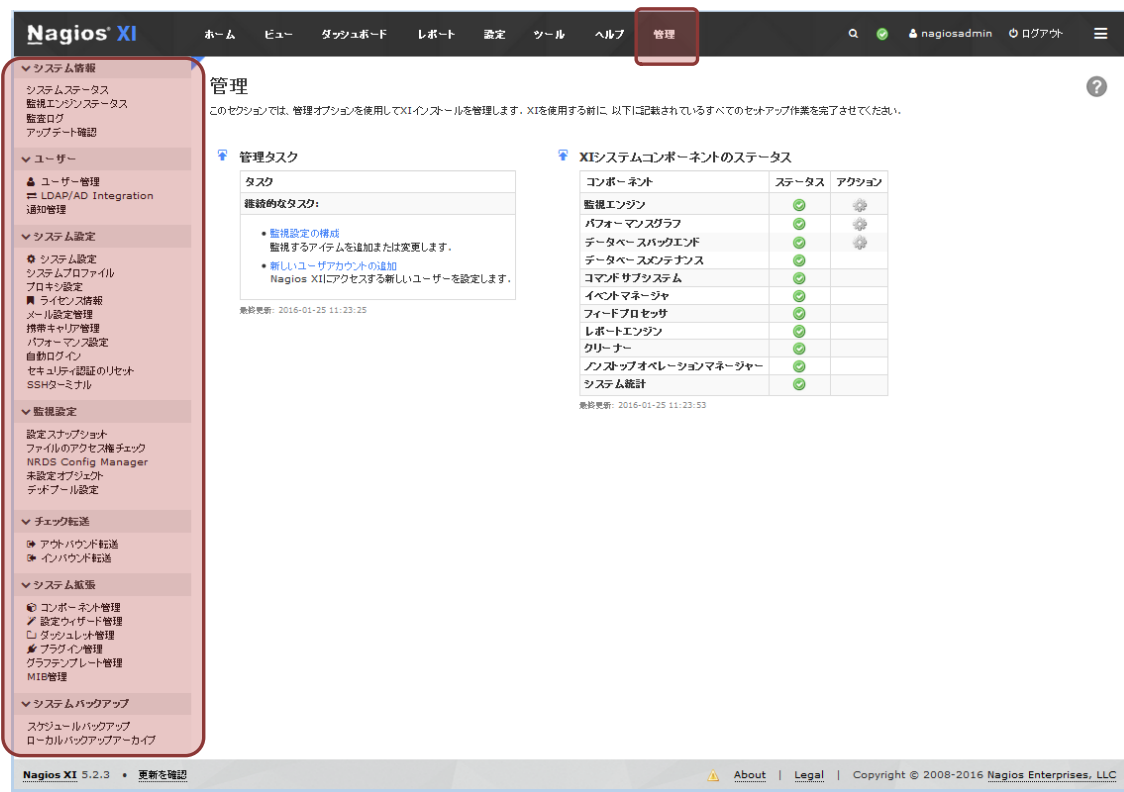 Nagios® XI
ホーム ビュー ダッシュボード レポート 設定 ツール ヘルプ 管理 nagiosadmin ログアウト
システム情報
システムステータス
監視エンジンステータス
監査ログ
アップデート確認
ユーザー
ユーザー管理
LDAP/AD Integration
通知管理
システム設定
システム設定
システムプロファイル
プロキシ設定
ライセンス情報
メール設定管理
携帯キャリア管理
パフォーマンス設定
自動ログイン
セキュリティ認証のリセット
SSHターミナル
監視設定
設定スナップショット
ファイルのアクセス権チェック
NRDS Config Manager
未設定オブジェクト
デッドプール設定
チェック転送
アウトバウンド転送
インバウンド転送
システム拡張
コンポーネント管理
設定ウィザード管理
ダッシュレット管理
プラグイン管理
グラフテンプレート管理
MIB管理
システムバックアップ
スケジュールバックアップ
ローカルバックアップアーカイブ
管理
このセクションでは、管理オプションを使用してXIインストールを管理します. XIを使用する前に 以下に記載されているすべてのセットアップ作業を完了させてください.
管理タスク
タスク
継続的なタスク:
• 監視設定の構成
監視するアイテムを追加または変更します.
• 新しいユーザアカウントの追加
Nagios XIにアクセスする新しいユーザーを設定します.
最終更新: 2016-01-25 11:23:25
XIシステムコンポーネントのステータス
コンポーネント ステータス アクション
監視エンジン
パフォーマンスグラフ
データベースバックエンド
データベースメンテナンス
コマンドサブシステム
イベントマネージャ
フィードプロセッサ
レポートエンジン
クリーナー
ノンストップオペレーションマネージャー
システム統計
最終更新: 2016-01-25 11:23:53
Nagios XI 5.2.3 • 更新を確認 About | Legal | Copyright © 2008-2016 Nagios Enterprises, LLC